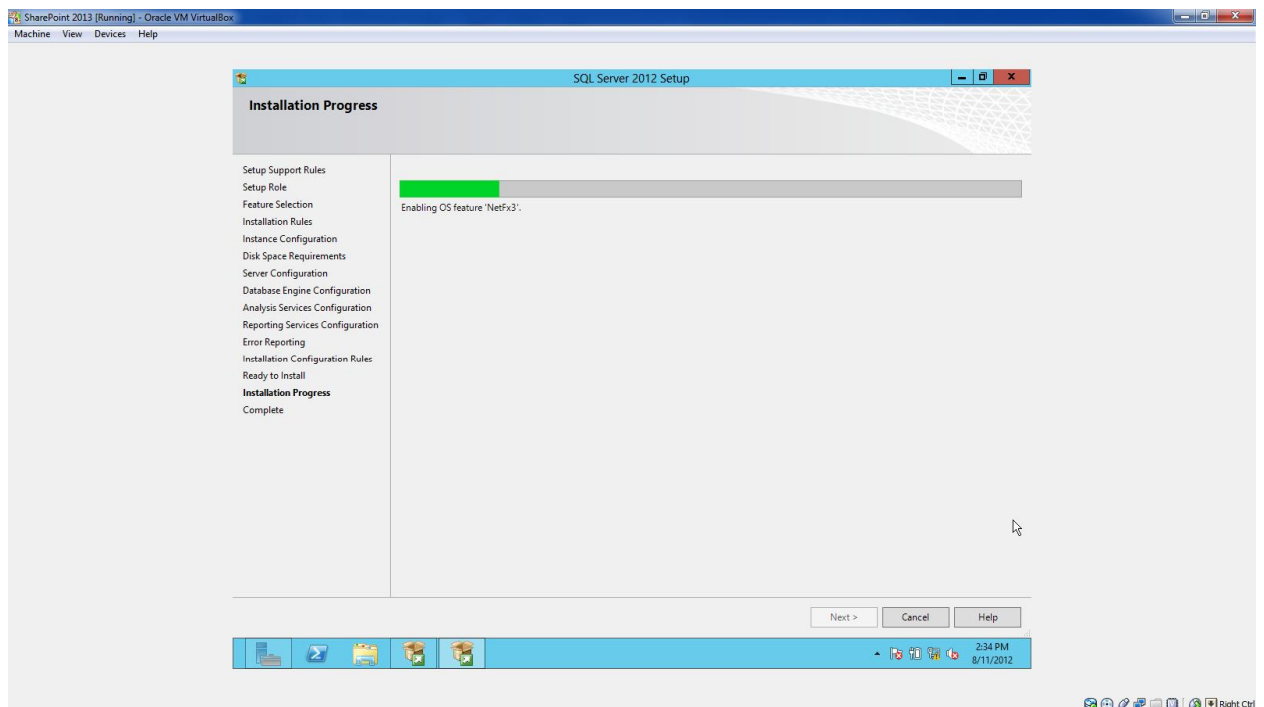 SharePoint 2013 [Running] - Oracle VM VirtualBox
Machine View Devices Help
SQL Server 2012 Setup
Installation Progress
Setup Support Rules
Setup Role
Feature Selection
Installation Rules
Instance Configuration
Disk Space Requirements
Server Configuration
Database Engine Configuration
Analysis Services Configuration
Reporting Services Configuration
Error Reporting
Installation Configuration Rules
Ready to Install
Installation Progress
Complete
Enabling OS feature 'NetFx3'.
Next > Cancel Help
2:34 PM
8/11/2012
Right Ctrl